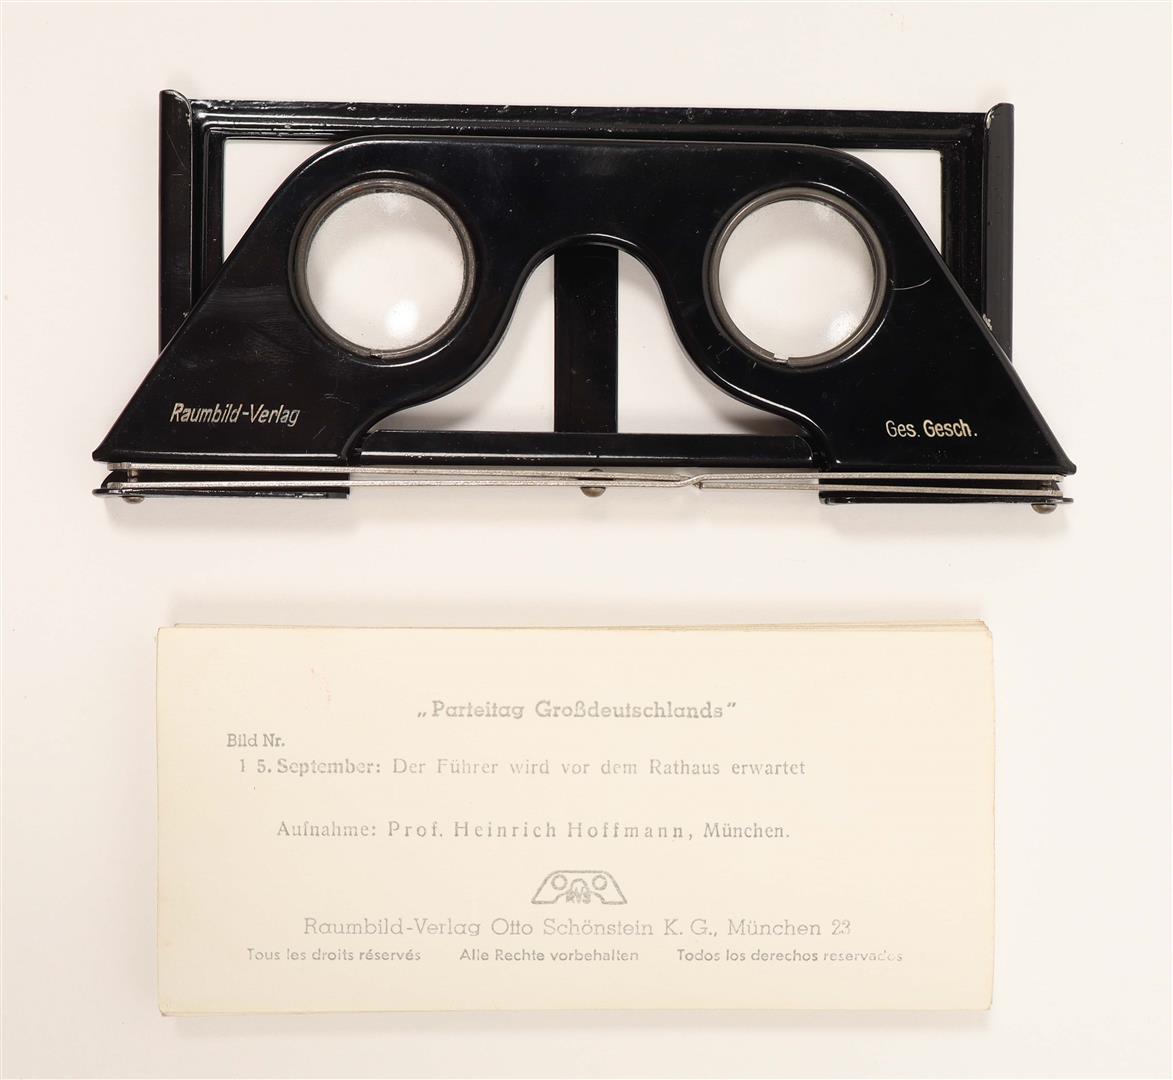 Raumbild-Verlag
Ges. Gesch.
„Parteitag Großdeutschlands"
Bild Nr.
1 5. September: Der Führer wird vor dem Rathaus erwartet
Aufnahme: Prof. Heinrich Hoffmann, München.
RVS
Raumbild-Verlag Otto Schönstein K. G., München 23
Tous les droits réservés Alle Rechte vorbehalten Todos los derechos reservados